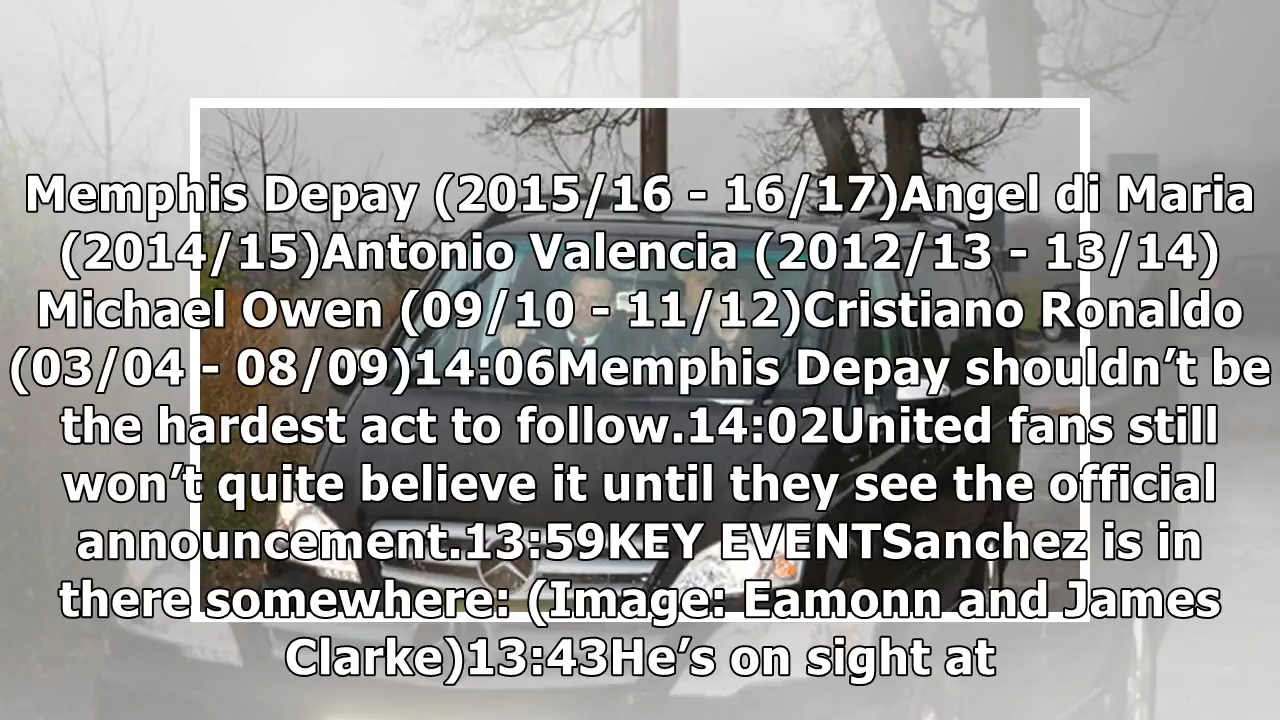 Memphis Depay (2015/16 - 16/17)Angel di Maria
(2014/15)Antonio Valencia (2012/13 - 13/14)
Michael Owen (09/10 - 11/12)Cristiano Ronaldo
(03/04 - 08/09)14:06Memphis Depay shouldn’t be
the hardest act to follow.14:02United fans still
won’t quite believe it until they see the official
announcement.13:59KEY EVENTSanchez is in
there somewhere: (Image: Eamonn and James
Clarke)13:43He’s on sight at